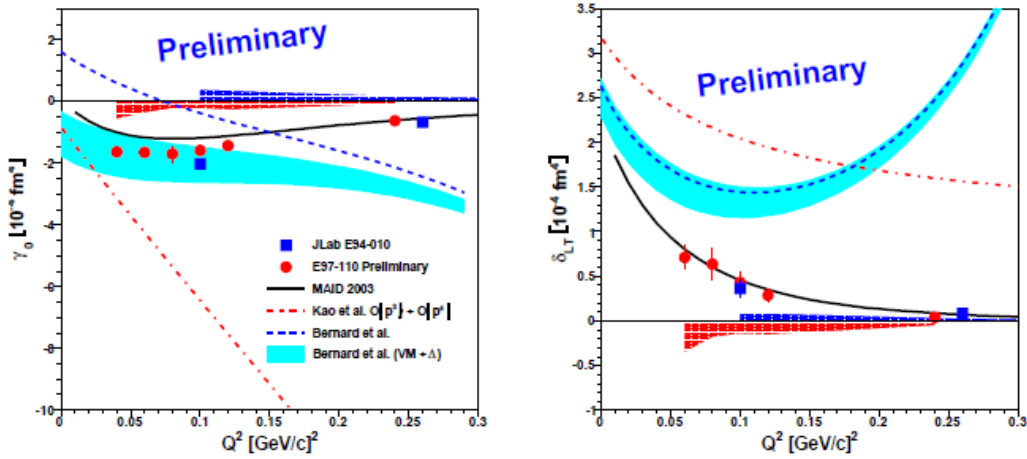 Preliminary
2
0
-2
-4
-6
-8
-10
γ₀ [10⁻⁴ fm⁴]
JLab E94-010
E97-110 Preliminary
MAID 2003
Kao et al. O(p³) + O(p⁴)
Bernard et al.
Bernard et al. (VM + Δ)
0 0.05 0.1 0.15 0.2 0.25 0.3
Q² [GeV/c]²
Preliminary
3.5
3
2.5
2
1.5
1
0.5
0
-0.5
-1
δ_LT [10⁻⁴ fm⁴]
0 0.05 0.1 0.15 0.2 0.25 0.3
Q² [GeV/c]²